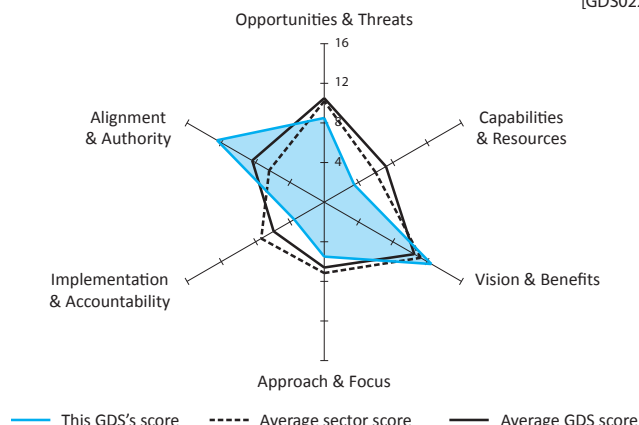 [GDS02.
Opportunities & Threats
16
12
8
4
Alignment
& Authority
Capabilities
& Resources
Implementation
& Accountability
Vision & Benefits
Approach & Focus
This GDS's score
Average sector score
Average GDS score